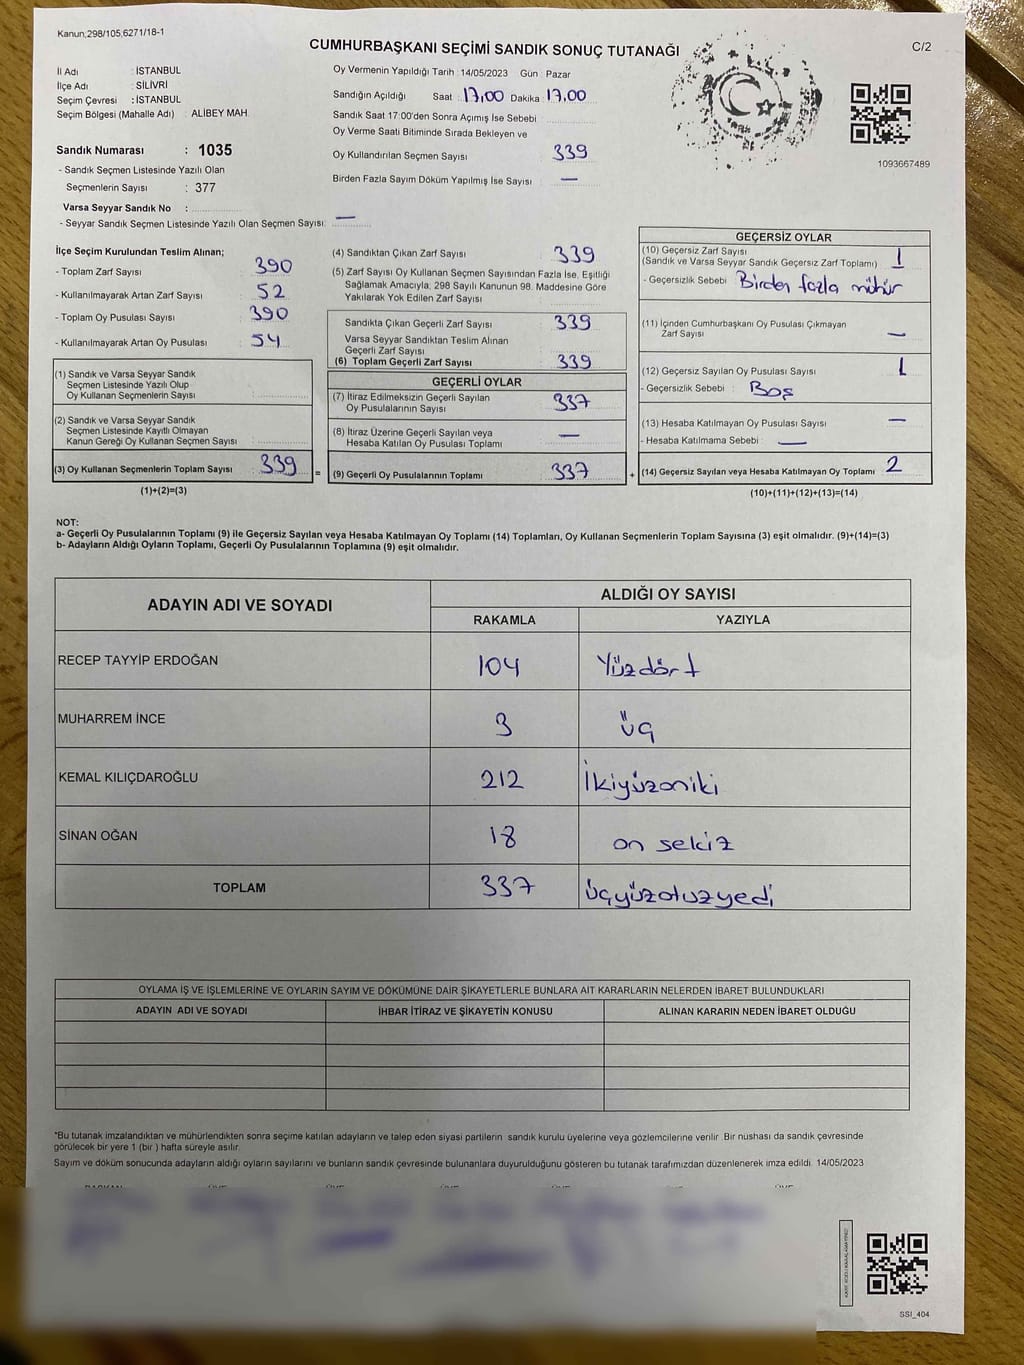 Kanun;298/105,6271/18-1
CUMHURBAŞKANI SEÇİMİ SANDIK SONUÇ TUTANAĞI
C/2
İl Adı : İSTANBUL
İlçe Adı : SİLİVRİ
Seçim Çevresi : İSTANBUL
Seçim Bölgesi (Mahalle Adı) : ALİBEY MAH.
Sandık Numarası : 1035
- Sandık Seçmen Listesinde Yazılı Olan
Seçmenlerin Sayısı : 377
Varsa Seyyar Sandık No :
- Seyyar Sandık Seçmen Listesinde Yazılı Olan Seçmen Sayısı: —
Oy Vermenin Yapıldığı Tarih : 14/05/2023 Gün : Pazar
Sandığın Açıldığı Saat : 17,00 Dakika : 17,00
Sandık Saat 17:00'den Sonra Açımış İse Sebebi
Oy Verme Saati Bitiminde Sırada Bekleyen ve
Oy Kullandırılan Seçmen Sayısı : 339
Birden Fazla Sayım Döküm Yapılmış İse Sayısı : —
1093667489
İlçe Seçim Kurulundan Teslim Alınan;
- Toplam Zarf Sayısı : 390
- Kullanılmayarak Artan Zarf Sayısı : 52
- Toplam Oy Pusulası Sayısı : 390
- Kullanılmayarak Artan Oy Pusulası : 54
(1) Sandık ve Varsa Seyyar Sandık
Seçmen Listesinde Yazılı Olup
Oy Kullanan Seçmenlerin Sayısı :
(2) Sandık ve Varsa Seyyar Sandık
Seçmen Listesinde Kayıtlı Olmayan
Kanun Gereği Oy Kullanan Seçmen Sayısı :
(3) Oy Kullanan Seçmenlerin Toplam Sayısı : 339 =
(1)+(2)=(3)
(4) Sandıktan Çıkan Zarf Sayısı : 339
(5) Zarf Sayısı Oy Kullanan Seçmen Sayısından Fazla İse, Eşitliği
Sağlamak Amacıyla; 298 Sayılı Kanunun 98. Maddesine Göre
Yakılarak Yok Edilen Zarf Sayısı :
Sandıkta Çıkan Geçerli Zarf Sayısı : 339
Varsa Seyyar Sandıktan Teslim Alınan
Geçerli Zarf Sayısı :
(6) Toplam Geçerli Zarf Sayısı : 339
GEÇERLİ OYLAR
(7) İtiraz Edilmeksizin Geçerli Sayılan
Oy Pusulalarının Sayısı : 337
(8) İtiraz Üzerine Geçerli Sayılan veya
Hesaba Katılan Oy Pusulası Toplamı : —
(9) Geçerli Oy Pusulalarının Toplamı : 337 +
GEÇERSİZ OYLAR
(10) Geçersiz Zarf Sayısı
(Sandık ve Varsa Seyyar Sandık Geçersiz Zarf Toplamı) : 1
- Geçersizlik Sebebi : Birden fazla mühür
(11) İçinden Cumhurbaşkanı Oy Pusulası Çıkmayan
Zarf Sayısı : —
(12) Geçersiz Sayılan Oy Pusulası Sayısı : 1
- Geçersizlik Sebebi : Boş
(13) Hesaba Katılmayan Oy Pusulası Sayısı : —
- Hesaba Katılmama Sebebi : —
(14) Geçersiz Sayılan veya Hesaba Katılmayan Oy Toplamı : 2
(10)+(11)+(12)+(13)=(14)
NOT:
a- Geçerli Oy Pusulalarının Toplamı (9) ile Geçersiz Sayılan veya Hesaba Katılmayan Oy Toplamı (14) Toplamları, Oy Kullanan Seçmenlerin Toplam Sayısına (3) eşit olmalıdır. (9)+(14)=(3)
b- Adayların Aldığı Oyların Toplamı, Geçerli Oy Pusulalarının Toplamına (9) eşit olmalıdır.
ADAYIN ADI VE SOYADI
ALDIĞI OY SAYISI
RAKAMLA YAZIYLA
RECEP TAYYİP ERDOĞAN 104 Yüzdört
MUHARREM İNCE 3 üç
KEMAL KILIÇDAROĞLU 212 İkiyüzoniki
SİNAN OĞAN 18 on sekiz
TOPLAM 337 üçyüzotuzyedi
OYLAMA İŞ VE İŞLEMLERİNE VE OYLARIN SAYIM VE DÖKÜMÜNE DAİR ŞİKAYETLERLE BUNLARA AİT KARARLARIN NELERDEN İBARET BULUNDUKLARI
ADAYIN ADI VE SOYADI İHBAR İTİRAZ VE ŞİKAYETİN KONUSU ALINAN KARARIN NEDEN İBARET OLDUĞU
*Bu tutanak imzalandıktan ve mühürlendikten sonra seçime katılan adayların ve talep eden siyasi partilerin sandık kurulu üyelerine veya gözlemcilerine verilir. Bir nüshası da sandık çevresinde
görülecek bir yere 1 (bir ) hafta süreyle asılır.
Sayım ve döküm sonucunda adayların aldığı oyların sayılarını ve bunların sandık çevresinde bulunanlara duyurulduğunu gösteren bu tutanak tarafımızdan düzenlenerek imza edildi. 14/05/2023
SSİ_404